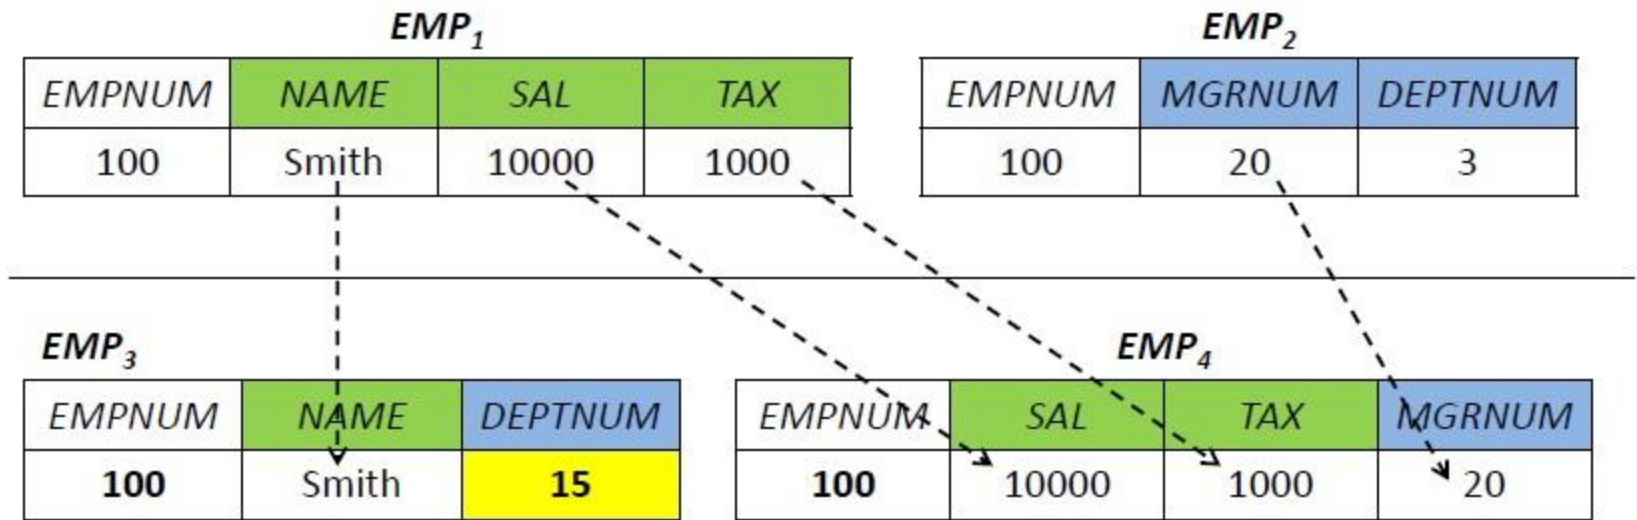 EMP1 EMP2
EMPNUM NAME SAL TAX EMPNUM MGRNUM DEPTNUM
100 Smith 10000 1000 100 20 3
EMP3 EMP4
EMPNUM NAME DEPTNUM EMPNUM SAL TAX MGRNUM
100 Smith 15 100 10000 1000 20